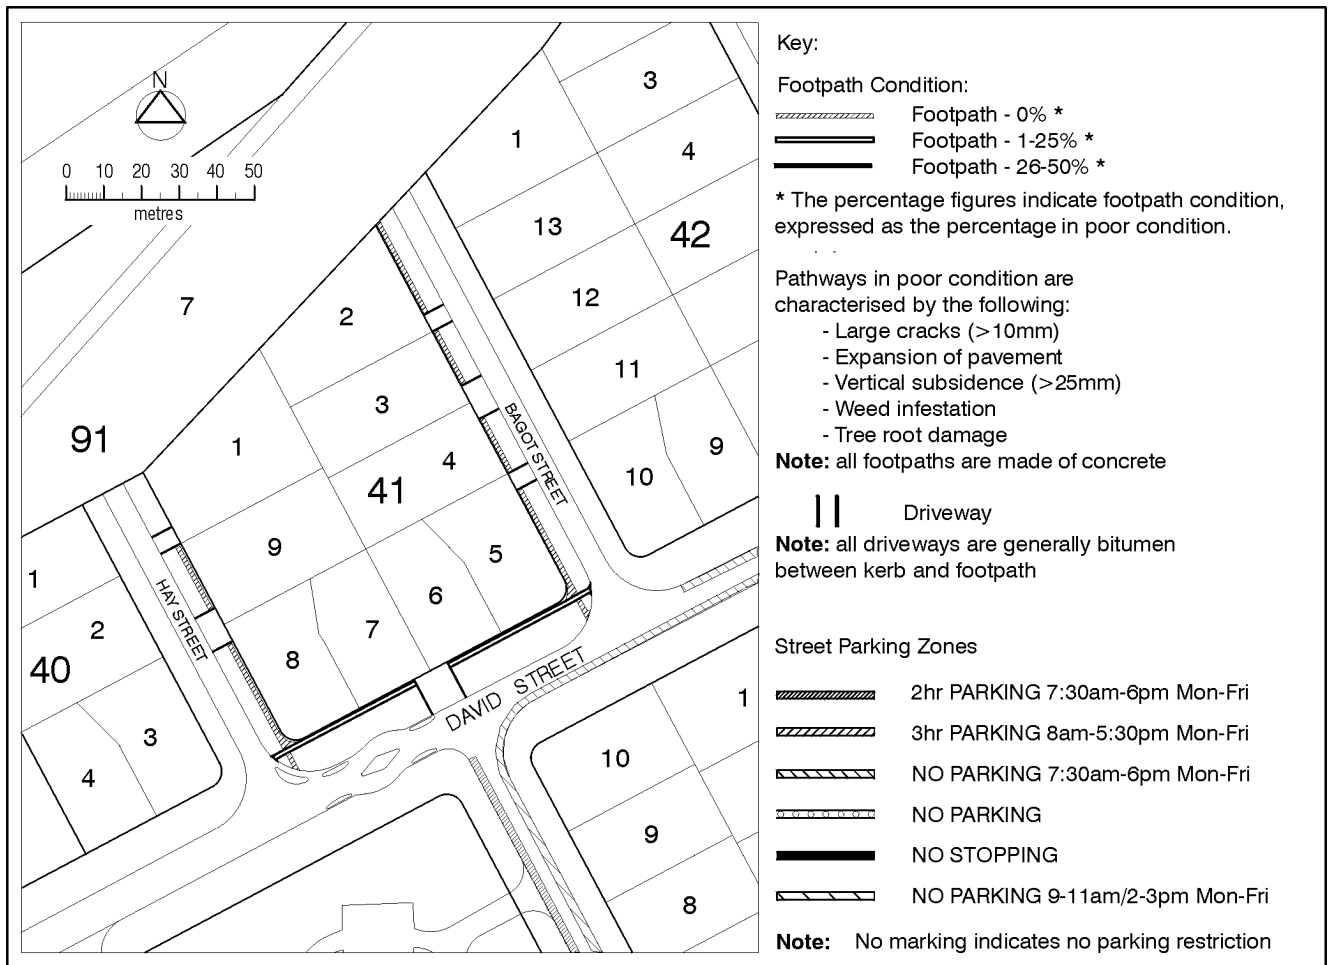 N
0 10 20 30 40 50
metres
7
91
1
2
3
4
40
1
2
3
4
41
5
6
7
8
9
1
3
4
13
42
12
11
10
9
1
10
9
8
HAY STREET
BAGOT STREET
DAVID STREET
Key:
Footpath Condition:
Footpath - 0% *
Footpath - 1-25% *
Footpath - 26-50% *
* The percentage figures indicate footpath condition,
expressed as the percentage in poor condition.
Pathways in poor condition are
characterised by the following:
- Large cracks (>10mm)
- Expansion of pavement
- Vertical subsidence (>25mm)
- Weed infestation
- Tree root damage
Note: all footpaths are made of concrete
Driveway
Note: all driveways are generally bitumen
between kerb and footpath
Street Parking Zones
2hr PARKING 7:30am-6pm Mon-Fri
3hr PARKING 8am-5:30pm Mon-Fri
NO PARKING 7:30am-6pm Mon-Fri
NO PARKING
NO STOPPING
NO PARKING 9-11am/2-3pm Mon-Fri
Note: No marking indicates no parking restriction